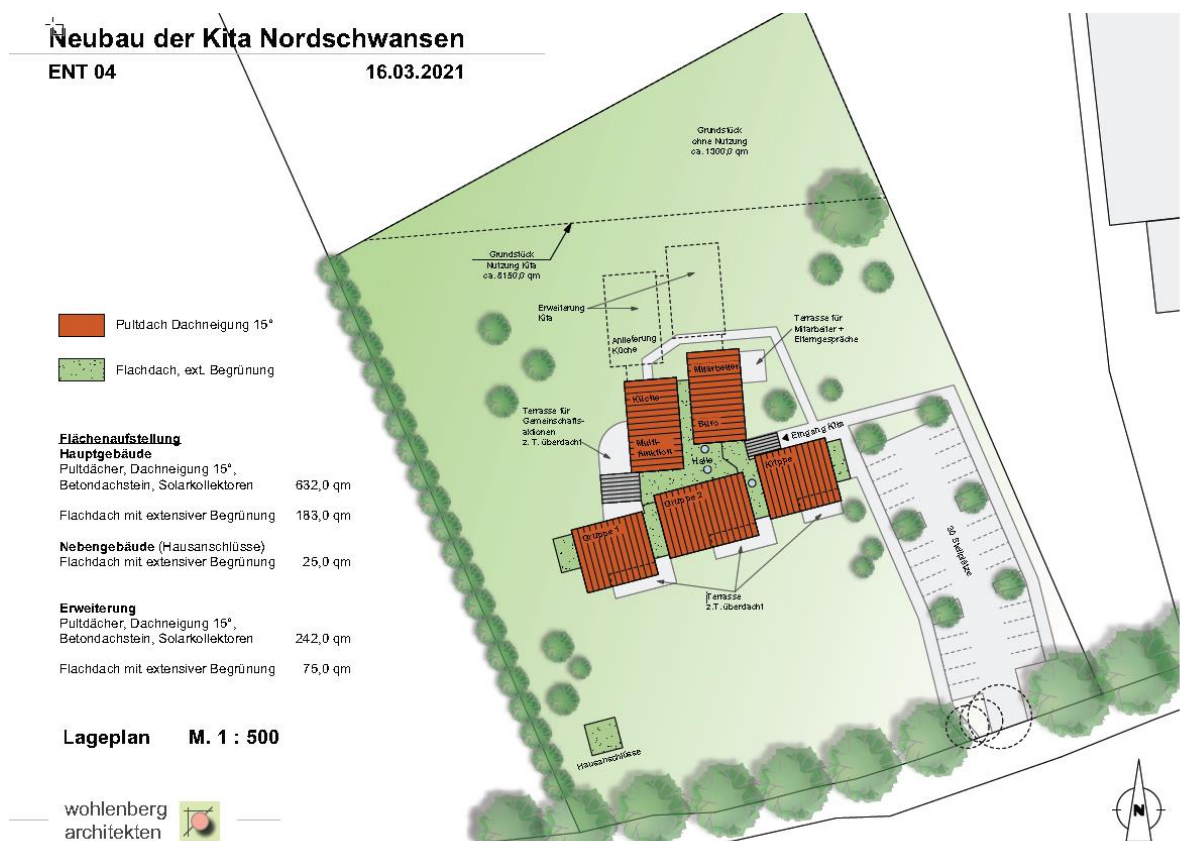 Neubau der Kita Nordschwansen
ENT 04 16.03.2021
Grundstück
ohne Nutzung
ca. 1300,0 qm
Grundstück
Nutzung Kita
ca. 8150,0 qm
Erweiterung
Kita
Anlieferung
Küche
Terrasse für
Mitarbeiter +
Elterngespräche
Pultdach Dachneigung 15°
Flachdach, ext. Begrünung
Mitarbeiter
Küche
Büro
Terrasse für
Gemeinschafts-
aktionen
z. T. überdacht
Multi-
funktion
Eingang Kita
Halle
Krippe
Gruppe 2
Gruppe 1
30 Stellplätze
Terrasse
z.T. überdacht
Flächenaufstellung
Hauptgebäude
Pultdächer, Dachneigung 15°,
Betondachstein, Solarkollektoren 632,0 qm
Flachdach mit extensiver Begrünung 183,0 qm
Nebengebäude (Hausanschlüsse)
Flachdach mit extensiver Begrünung 25,0 qm
Erweiterung
Pultdächer, Dachneigung 15°,
Betondachstein, Solarkollektoren 242,0 qm
Flachdach mit extensiver Begrünung 75,0 qm
Hausanschlüsse
Lageplan M. 1 : 500
wohlenberg
architekten
N